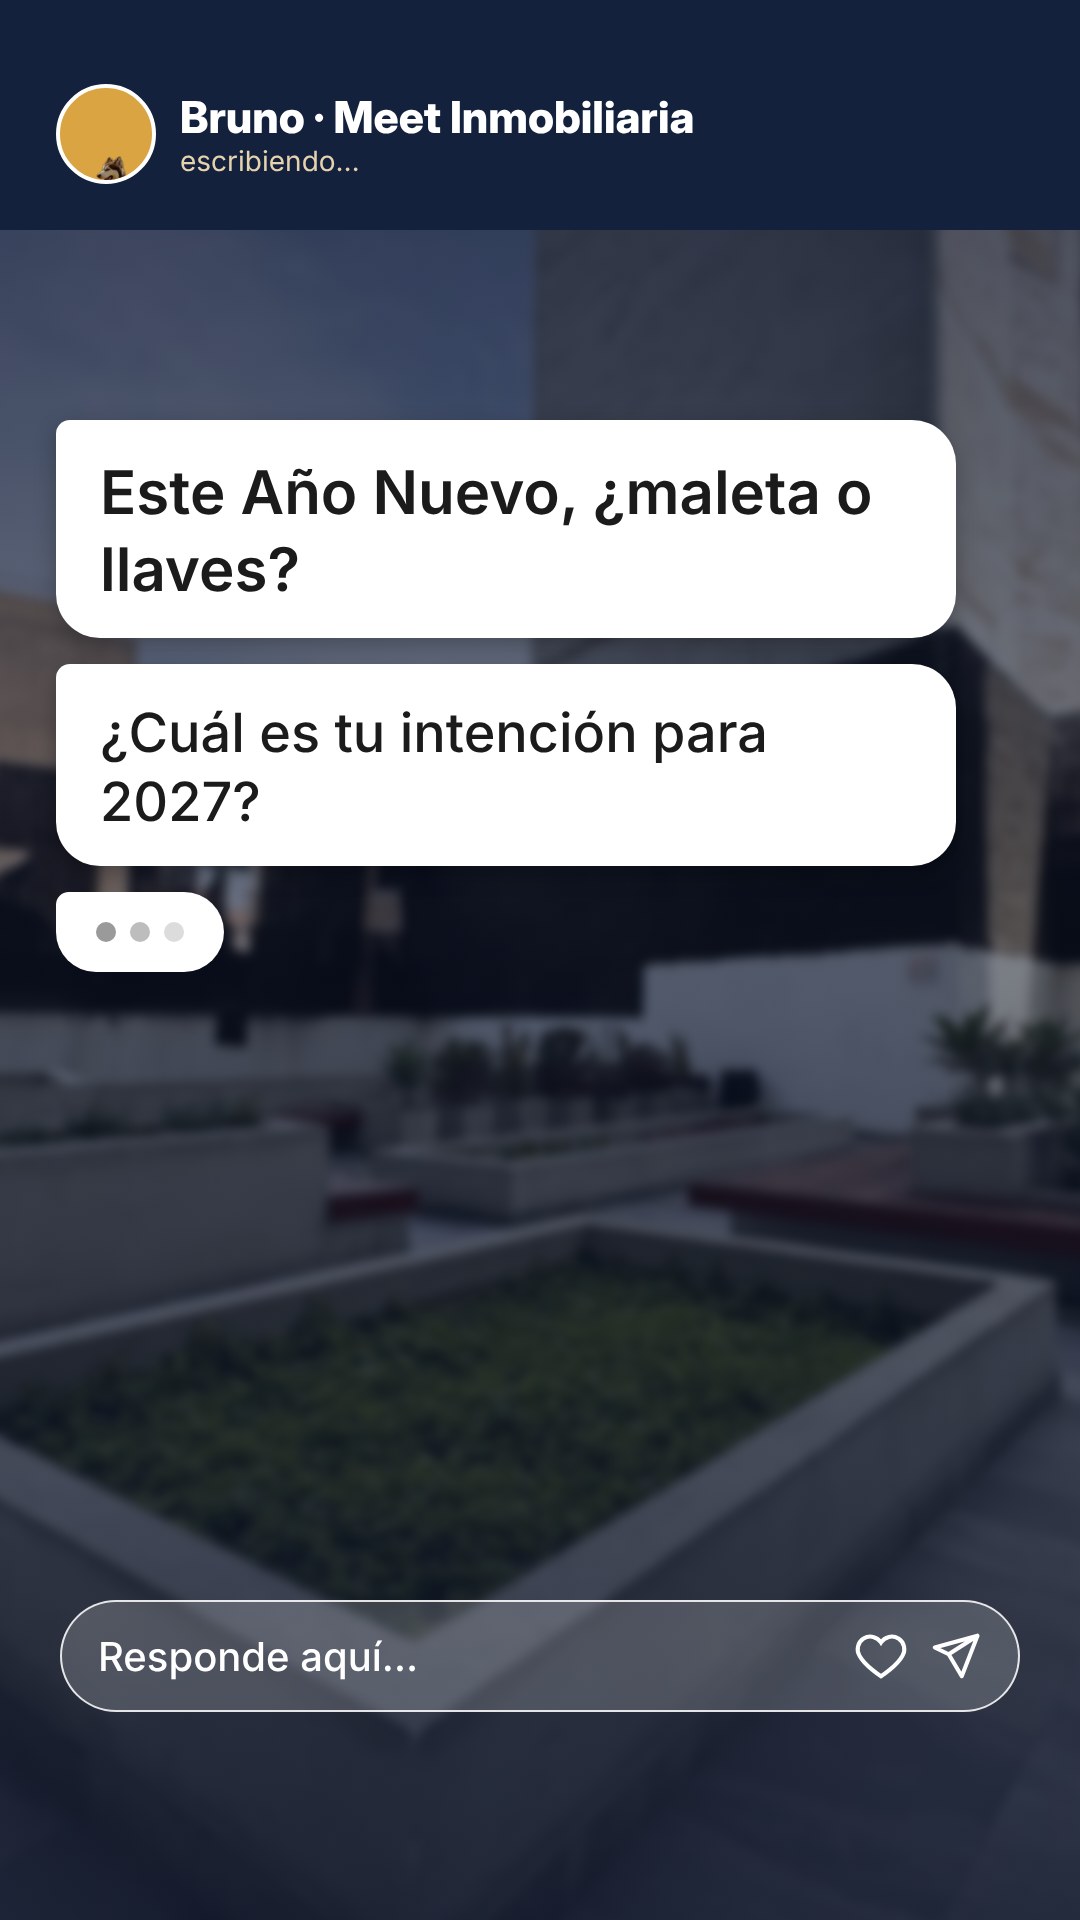 Bruno · Meet Inmobiliaria
escribiendo...
Este Año Nuevo, ¿maleta o
llaves?
¿Cuál es tu intención para
2027?
Responde aquí...